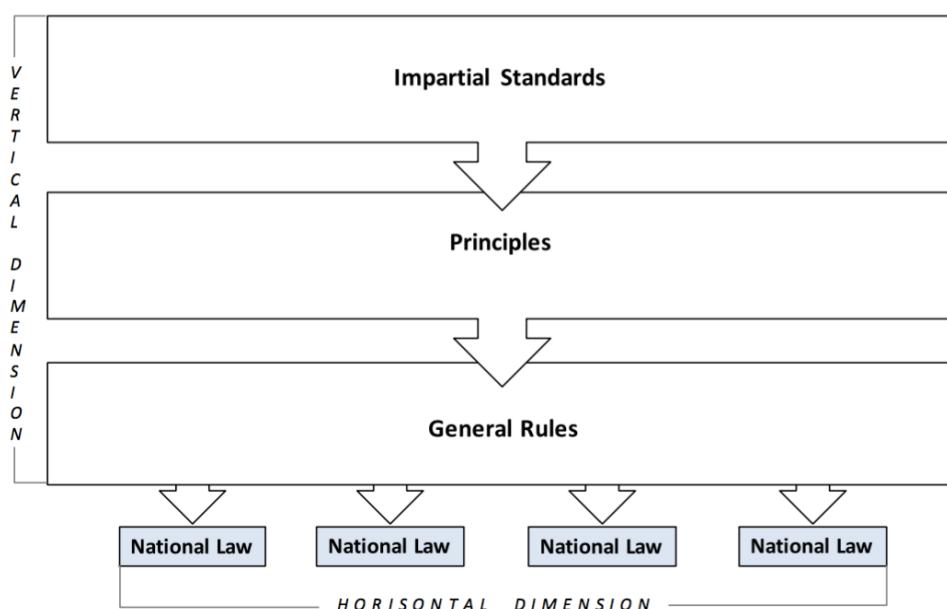 VERTICAL DIMENSION
Impartial Standards
Principles
General Rules
National Law National Law National Law National Law
HORISONTAL DIMENSION